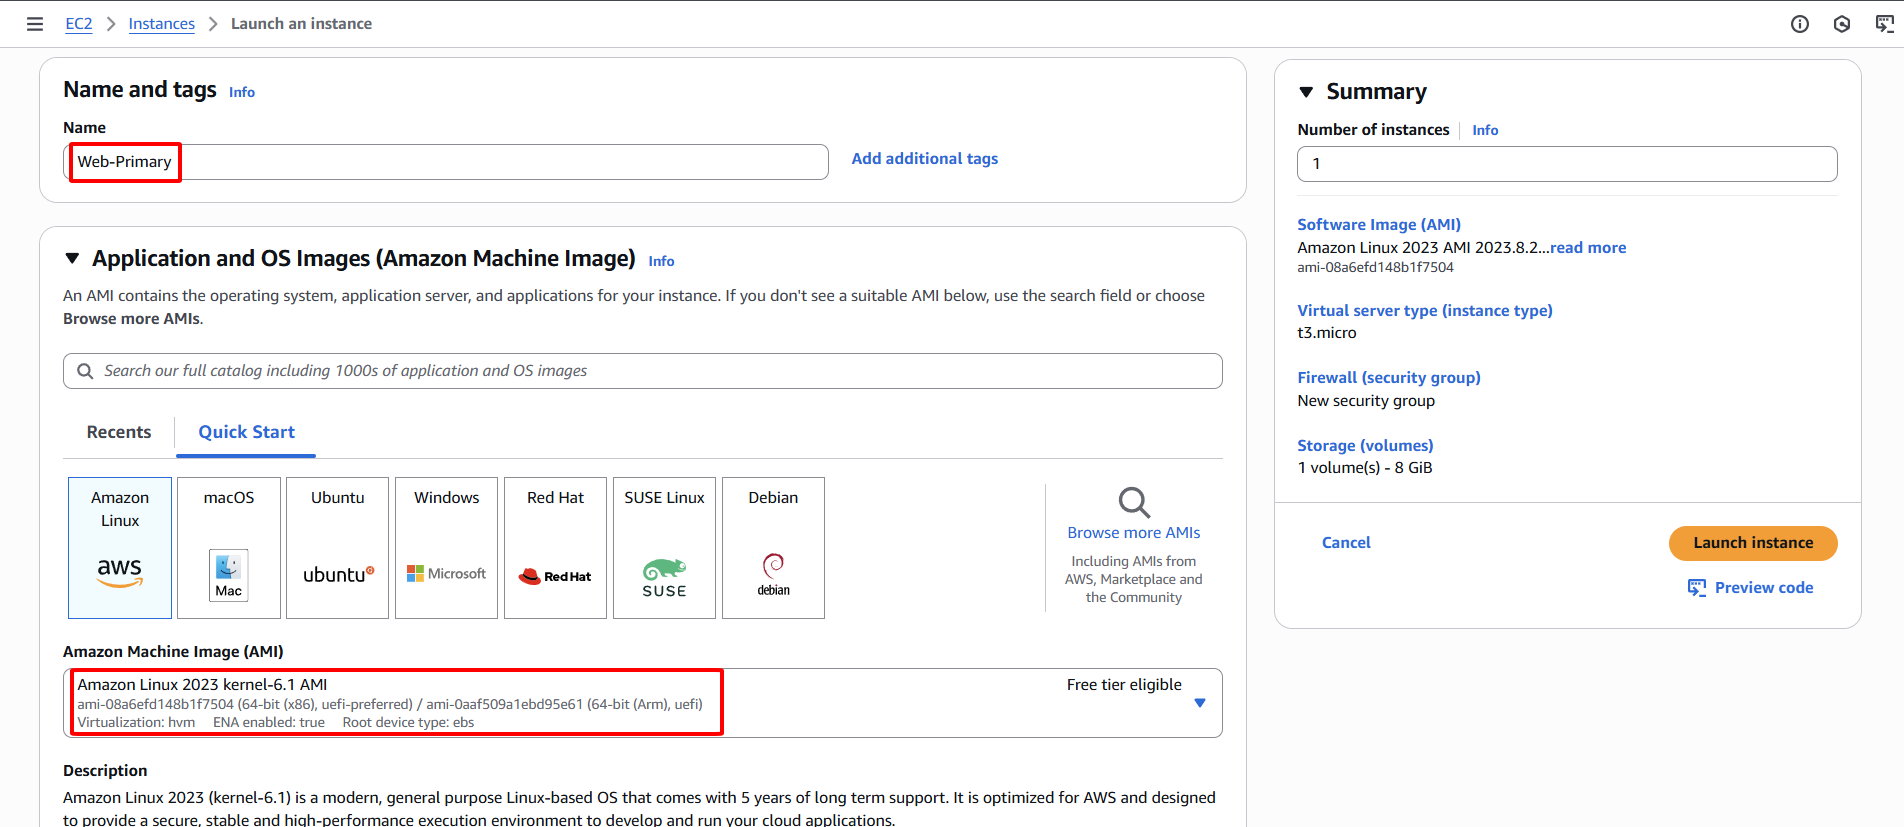 EC2 > Instances > Launch an instance
Name and tags Info
Name
Web-Primary
Add additional tags
Application and OS Images (Amazon Machine Image) Info
An AMI contains the operating system, application server, and applications for your instance. If you don't see a suitable AMI below, use the search field or choose
Browse more AMIs.
Search our full catalog including 1000s of application and OS images
Recents
Quick Start
Amazon
Linux
aws
macOS
Mac
Ubuntu
ubuntu
Windows
Microsoft
Red Hat
Red Hat
SUSE Linux
SUSE
Debian
debian
Browse more AMIs
Including AMIs from
AWS, Marketplace and
the Community
Amazon Machine Image (AMI)
Amazon Linux 2023 kernel-6.1 AMI
Free tier eligible
ami-08a6efd148b1f7504 (64-bit (x86), uefi-preferred) / ami-0aaf509a1ebd95e61 (64-bit (Arm), uefi)
Virtualization: hvm ENA enabled: true Root device type: ebs
Description
Amazon Linux 2023 (kernel-6.1) is a modern, general purpose Linux-based OS that comes with 5 years of long term support. It is optimized for AWS and designed
to provide a secure, stable and high-performance execution environment to develop and run your cloud applications.
Summary
Number of instances Info
1
Software Image (AMI)
Amazon Linux 2023 AMI 2023.8.2...read more
ami-08a6efd148b1f7504
Virtual server type (instance type)
t3.micro
Firewall (security group)
New security group
Storage (volumes)
1 volume(s) - 8 GiB
Cancel
Launch instance
Preview code